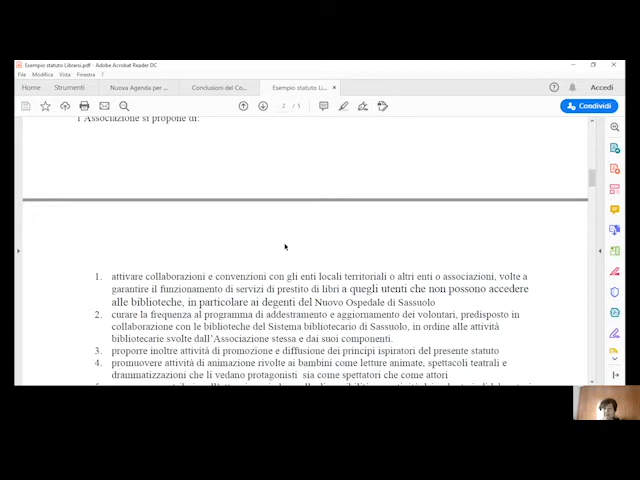 Esempio statuto Librarsi.pdf - Adobe Acrobat Reader DC
File Modifica Vista Finestra ?
Home Strumenti Nuova Agenda per ... Conclusioni del Co... Esempio statuto Li... × Accedi
2 / 5 Condividi
l'Associazione si propone di:
1. attivare collaborazioni e convenzioni con gli enti locali territoriali o altri enti o associazioni, volte a
garantire il funzionamento di servizi di prestito di libri a quegli utenti che non possono accedere
alle biblioteche, in particolare ai degenti del Nuovo Ospedale di Sassuolo
2. curare la frequenza al programma di addestramento e aggiornamento dei volontari, predisposto in
collaborazione con le biblioteche del Sistema bibliotecario di Sassuolo, in ordine alle attività
bibliotecarie svolte dall'Associazione stessa e dai suoi componenti.
3. proporre inoltre attività di promozione e diffusione dei principi ispiratori del presente statuto
4. promuovere attività di animazione rivolte ai bambini come letture animate, spettacoli teatrali e
drammatizzazioni che li vedano protagonisti sia come spettatori che come attori